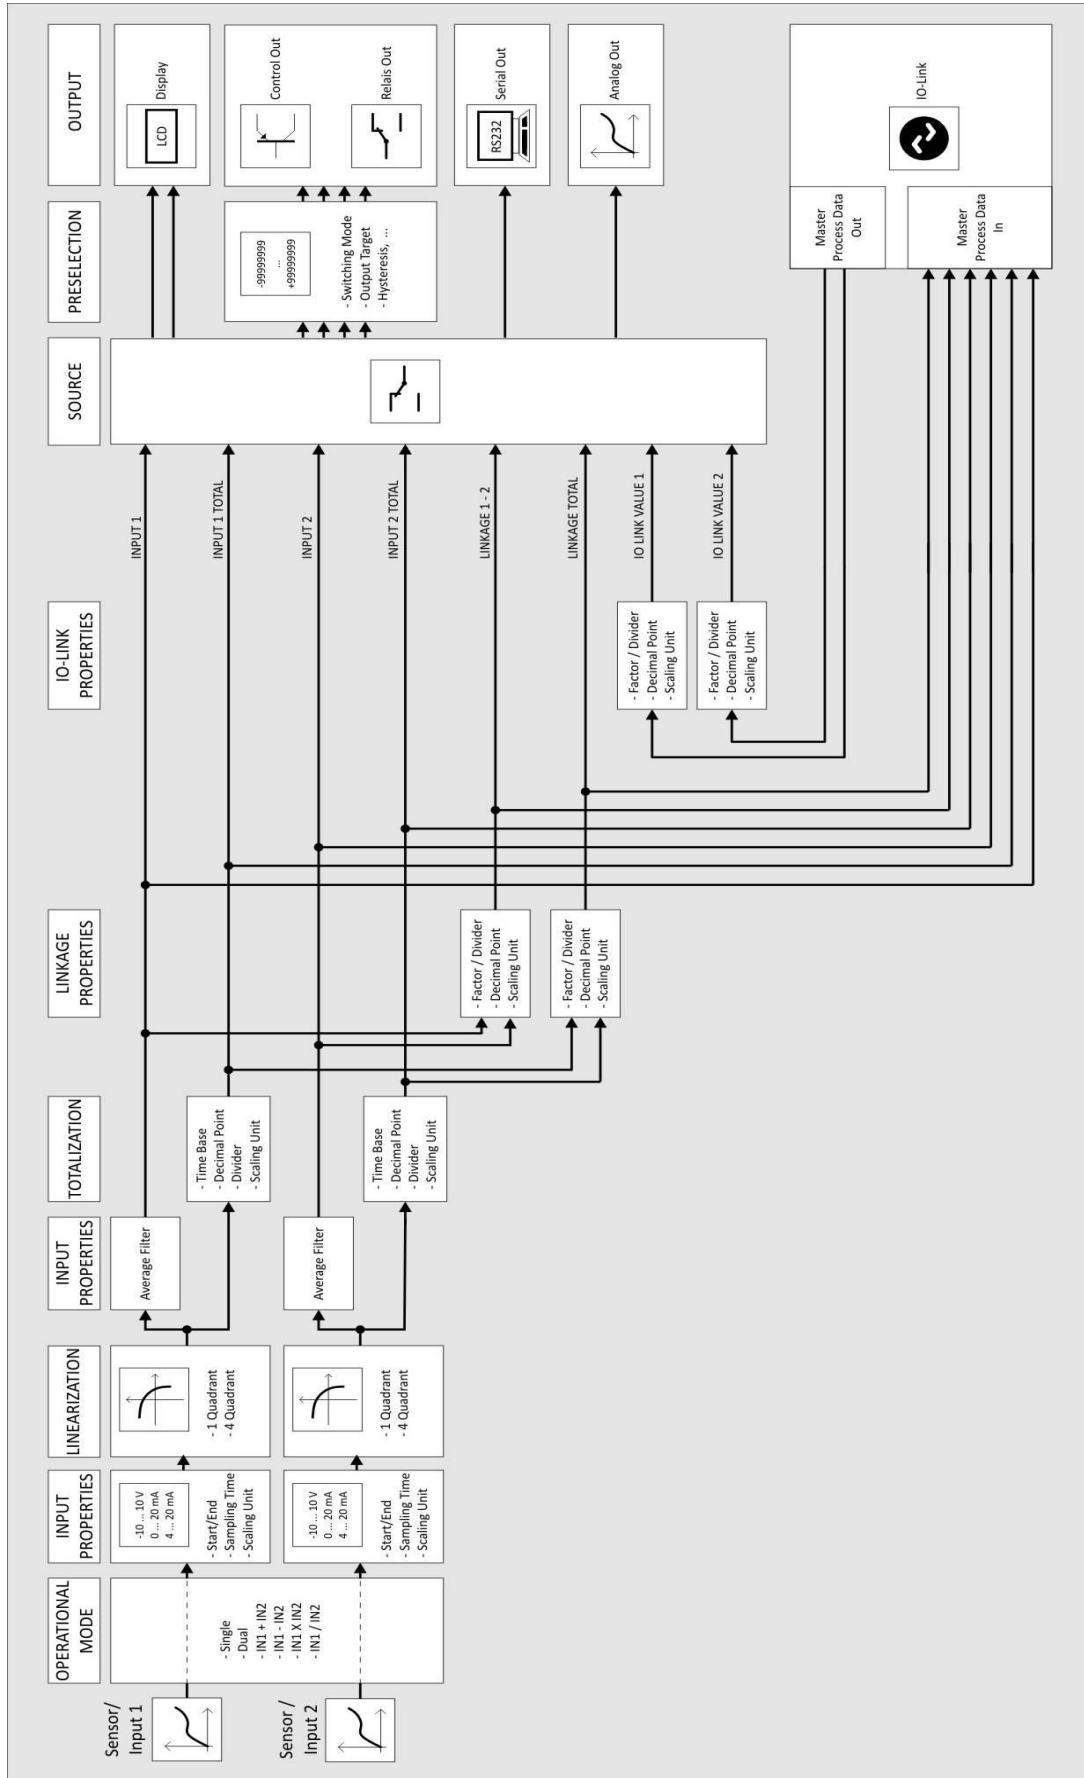 OPERATIONAL
MODE
INPUT
PROPERTIES
LINEARIZATION
INPUT
PROPERTIES
TOTALIZATION
LINKAGE
PROPERTIES
IO-LINK
PROPERTIES
SOURCE
PRESELECTION
OUTPUT
Sensor/
Input 1
Sensor /
Input 2
- Single
- Dual
- IN1 + IN2
- IN1 - IN2
- IN1 X IN2
- IN1 / IN2
-10 ... 10 V
0 ... 20 mA
4 ... 20 mA
- Start/End
- Sampling Time
- Scaling Unit
-10 ... 10 V
0 ... 20 mA
4 ... 20 mA
- Start/End
- Sampling Time
- Scaling Unit
- 1 Quadrant
- 4 Quadrant
- 1 Quadrant
- 4 Quadrant
Average Filter
Average Filter
- Time Base
- Decimal Point
- Divider
- Scaling Unit
- Time Base
- Decimal Point
- Divider
- Scaling Unit
- Factor / Divider
- Decimal Point
- Scaling Unit
- Factor / Divider
- Decimal Point
- Scaling Unit
- Factor / Divider
- Decimal Point
- Scaling Unit
- Factor / Divider
- Decimal Point
- Scaling Unit
INPUT 1
INPUT 1 TOTAL
INPUT 2
INPUT 2 TOTAL
LINKAGE 1 - 2
LINKAGE TOTAL
IO LINK VALUE 1
IO LINK VALUE 2
-99999999
...
+99999999
- Switching Mode
- Output Target
- Hysteresis, ...
Display
LCD
Control Out
Relais Out
Serial Out
RS232
Analog Out
IO-Link
Master
Process Data
Out
Master
Process Data
In